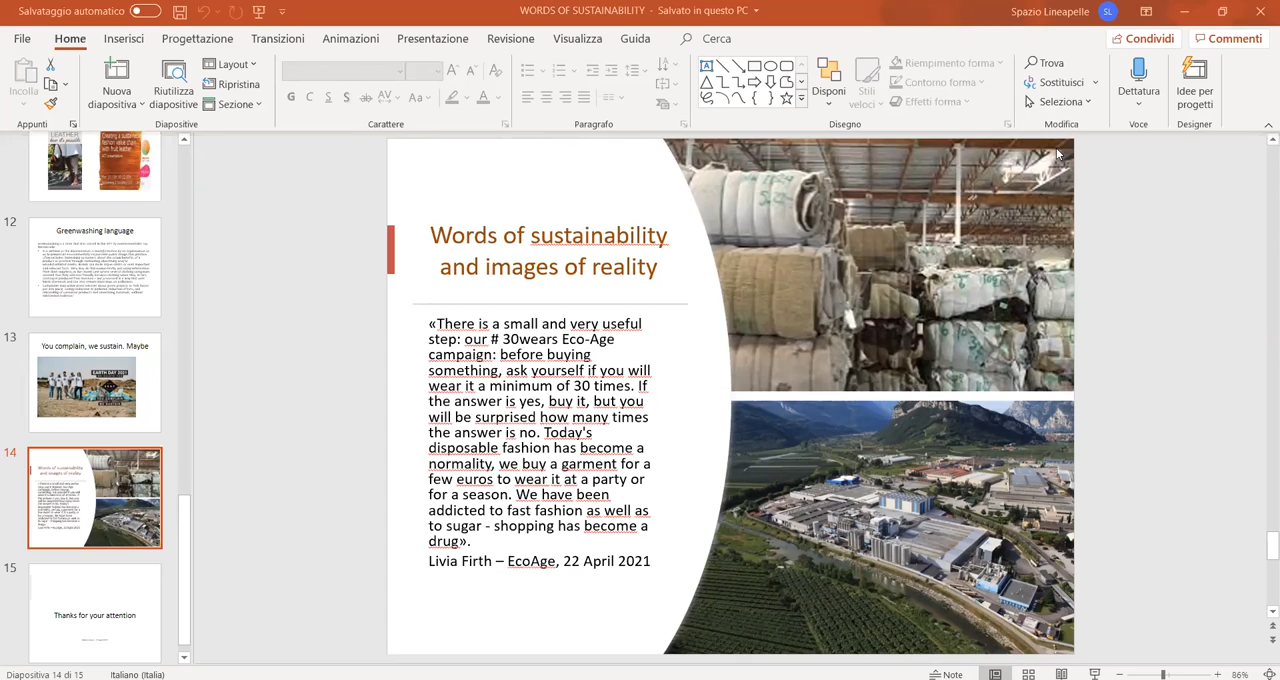 Salvataggio automatico
WORDS OF SUSTAINABILITY - Salvato in questo PC
Spazio Lineapelle
SL
File
Home
Inserisci
Progettazione
Transizioni
Animazioni
Presentazione
Revisione
Visualizza
Guida
Cerca
Condividi
Commenti
Incolla
Nuova
diapositiva
Riutilizza
diapositive
Layout
Ripristina
Sezione
G C S S ab AV Aa A
A A A
Disponi
Stili
veloci
Riempimento forma
Contorno forma
Effetti forma
Trova
Sostituisci
Seleziona
Dettatura
Idee per
progetti
Appunti
Diapositive
Carattere
Paragrafo
Disegno
Modifica
Voce
Designer
12
Greenwashing language
13
You complain, we sustain. Maybe
14
15
Thanks for your attention
Words of sustainability
and images of reality
«There is a small and very useful
step: our # 30wears Eco-Age
campaign: before buying
something, ask yourself if you will
wear it a minimum of 30 times. If
the answer is yes, buy it, but you
will be surprised how many times
the answer is no. Today's
disposable fashion has become a
normality, we buy a garment for a
few euros to wear it at a party or
for a season. We have been
addicted to fest fashion as well as
to sugar - shopping has become a
drug».
Livia Firth – EcoAge, 22 April 2021
Diapositiva 14 di 15
Italiano (Italia)
Note
86%